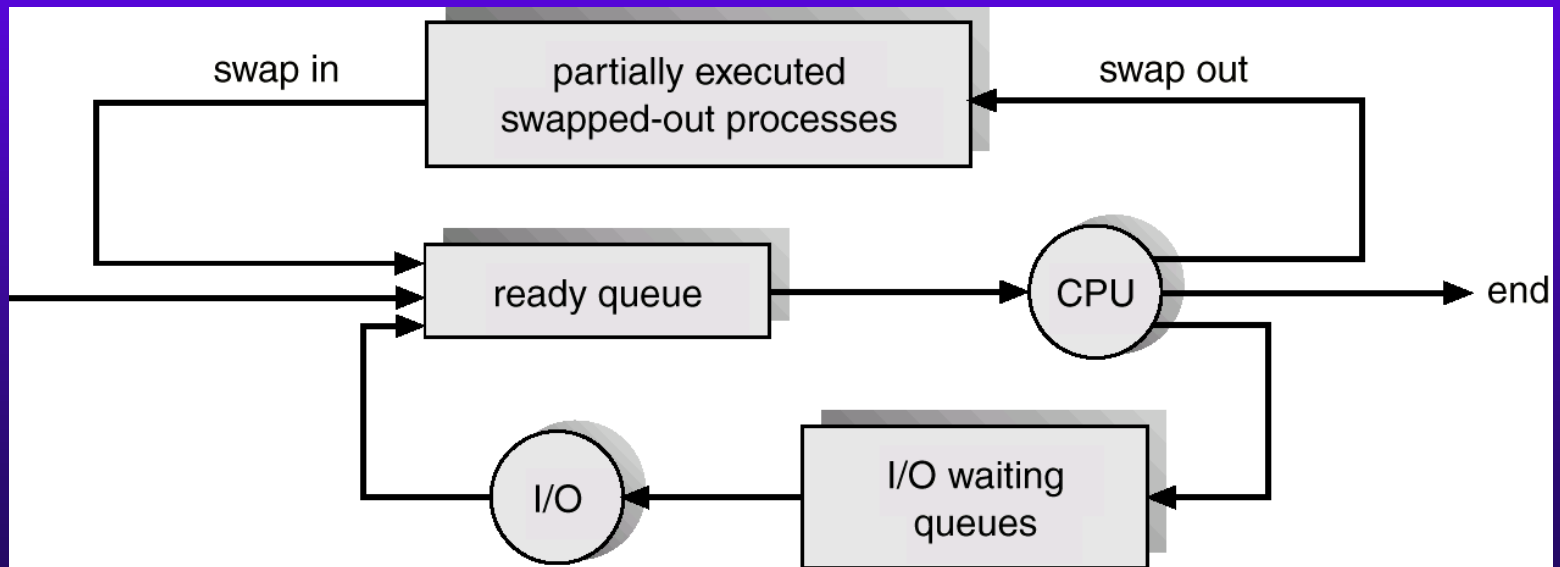 swap in
partially executed
swapped-out processes
swap out
ready queue
CPU
end
I/O
I/O waiting
queues